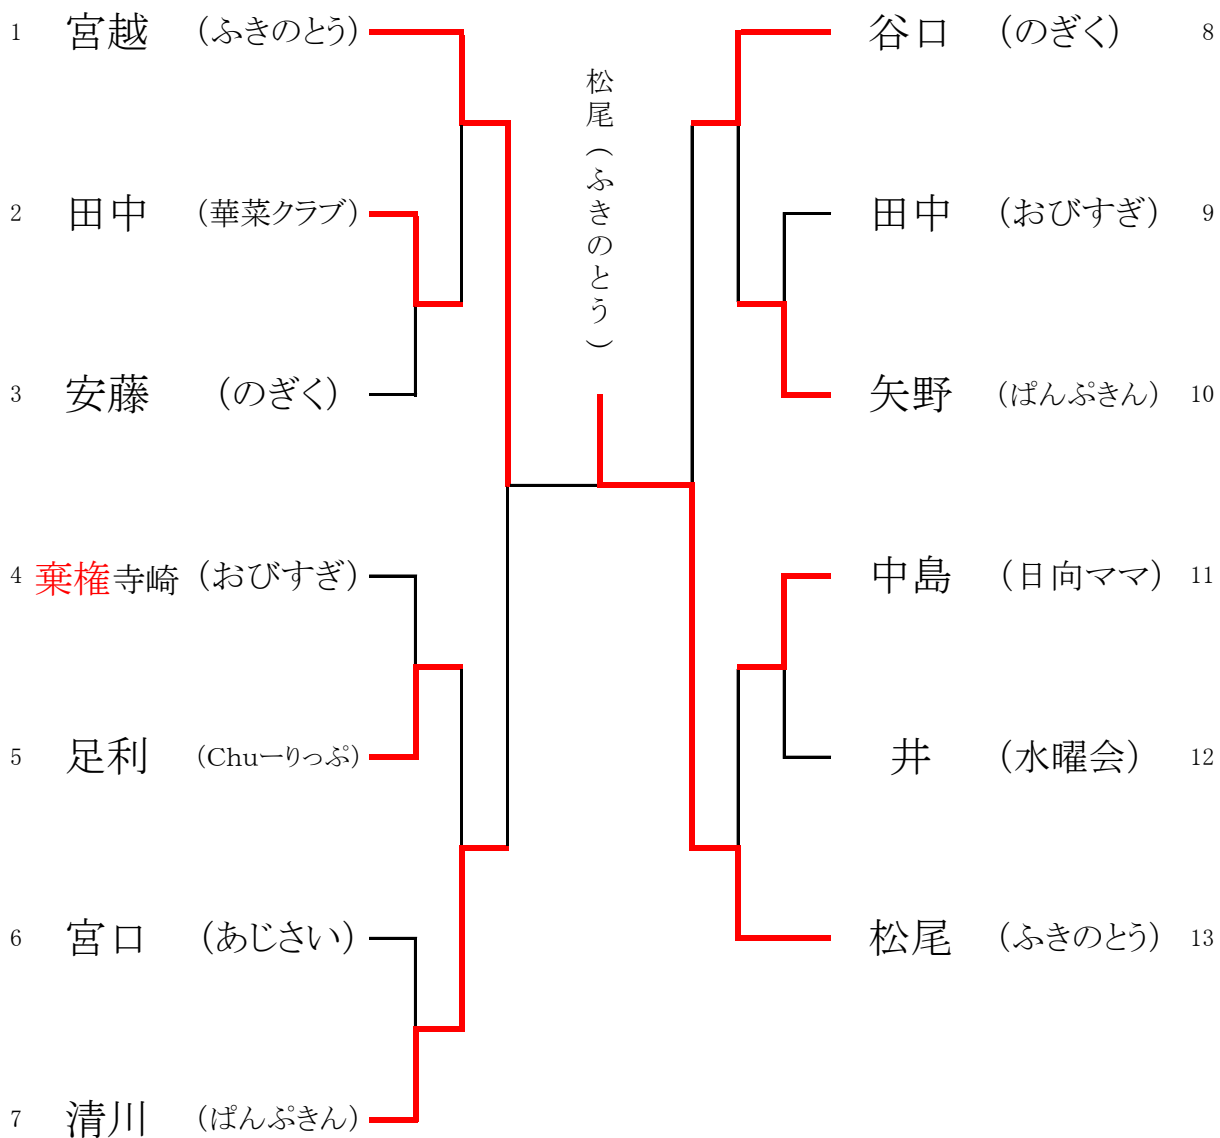 1 宮越 (ふきのとう)
2 田中 (華菜クラブ)
3 安藤 (のぎく)
4 棄権 寺崎 (おびすぎ)
5 足利 (Chuーりっぷ)
6 宮口 (あじさい)
7 清川 (ぱんぷきん)
松尾(ふきのとう)
谷口 (のぎく) 8
田中 (おびすぎ) 9
矢野 (ぱんぷきん) 10
中島 (日向ママ) 11
井 (水曜会) 12
松尾 (ふきのとう) 13